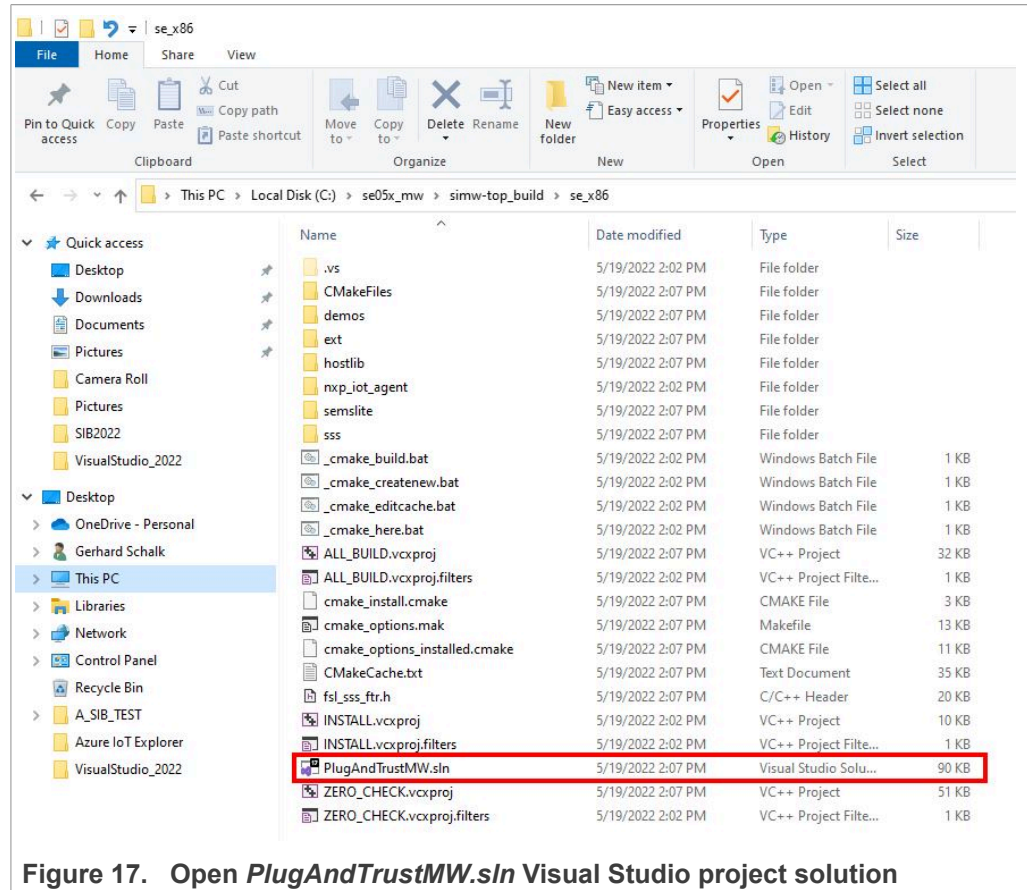 se_x86
File Home Share View
Pin to Quick access Copy Paste Cut Copy path Paste shortcut Move to Copy to Delete Rename New folder New item Easy access Properties Open Edit History Select all Select none Invert selection
Clipboard Organize New Open Select
This PC > Local Disk (C:) > se05x_mw > simw-top_build > se_x86
Quick access
Desktop
Downloads
Documents
Pictures
Camera Roll
Pictures
SIB2022
VisualStudio_2022
Desktop
OneDrive - Personal
Gerhard Schalk
This PC
Libraries
Network
Control Panel
Recycle Bin
A_SIB_TEST
Azure IoT Explorer
VisualStudio_2022
Name Date modified Type Size
.vs 5/19/2022 2:02 PM File folder
CMakeFiles 5/19/2022 2:07 PM File folder
demos 5/19/2022 2:07 PM File folder
ext 5/19/2022 2:07 PM File folder
hostlib 5/19/2022 2:07 PM File folder
nxp_iot_agent 5/19/2022 2:02 PM File folder
semslite 5/19/2022 2:07 PM File folder
sss 5/19/2022 2:07 PM File folder
_cmake_build.bat 5/19/2022 2:02 PM Windows Batch File 1 KB
_cmake_createnew.bat 5/19/2022 2:02 PM Windows Batch File 1 KB
_cmake_editcache.bat 5/19/2022 2:02 PM Windows Batch File 1 KB
_cmake_here.bat 5/19/2022 2:02 PM Windows Batch File 1 KB
ALL_BUILD.vcxproj 5/19/2022 2:07 PM VC++ Project 32 KB
ALL_BUILD.vcxproj.filters 5/19/2022 2:07 PM VC++ Project Filte... 1 KB
cmake_install.cmake 5/19/2022 2:07 PM CMAKE File 3 KB
cmake_options.mak 5/19/2022 2:07 PM Makefile 13 KB
cmake_options_installed.cmake 5/19/2022 2:07 PM CMAKE File 11 KB
CMakeCache.txt 5/19/2022 2:07 PM Text Document 35 KB
fsl_sss_ftr.h 5/19/2022 2:07 PM C/C++ Header 20 KB
INSTALL.vcxproj 5/19/2022 2:02 PM VC++ Project 10 KB
INSTALL.vcxproj.filters 5/19/2022 2:02 PM VC++ Project Filte... 1 KB
PlugAndTrustMW.sln 5/19/2022 2:07 PM Visual Studio Solu... 90 KB
ZERO_CHECK.vcxproj 5/19/2022 2:07 PM VC++ Project 51 KB
ZERO_CHECK.vcxproj.filters 5/19/2022 2:02 PM VC++ Project Filte... 1 KB
Figure 17. Open PlugAndTrustMW.sln Visual Studio project solution